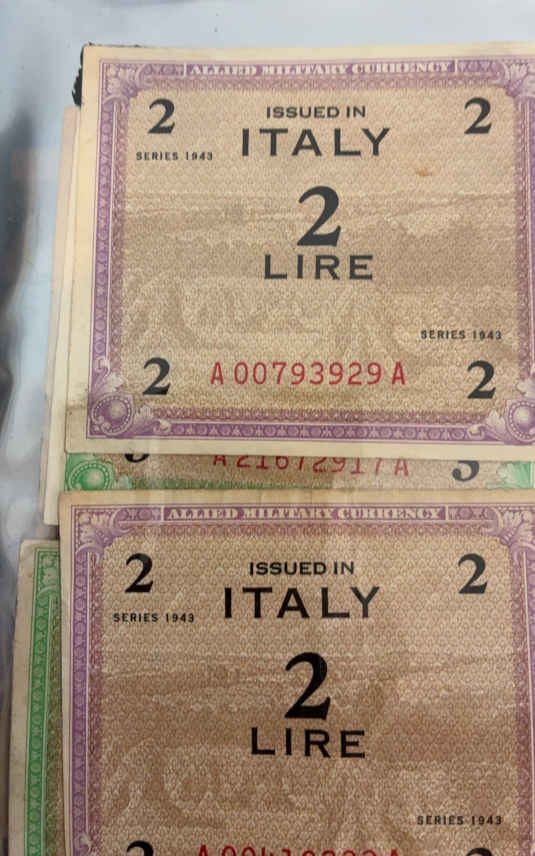 ALLIED MILITARY CURRENCY
2 ISSUED IN 2
SERIES 1943 ITALY
2
LIRE
SERIES 1943
2 A 00793929 A 2
A 21672917 A
ALLIED MILITARY CURRENCY
2 ISSUED IN 2
SERIES 1943 ITALY
2
LIRE
SERIES 1943